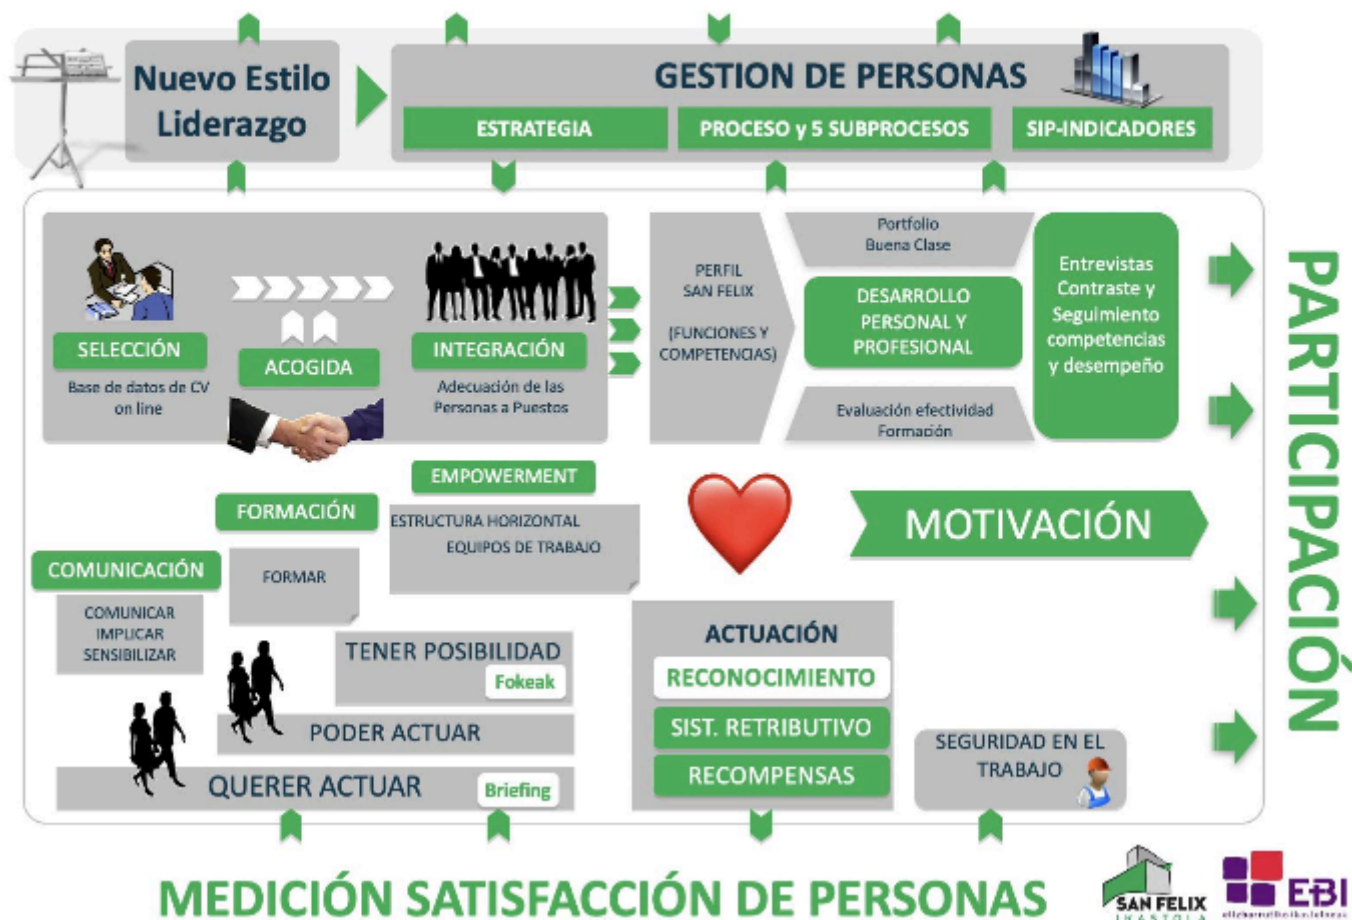 Nuevo Estilo
Liderazgo
GESTION DE PERSONAS
ESTRATEGIA
PROCESO y 5 SUBPROCESOS
SIP-INDICADORES
SELECCIÓN
Base de datos de CV
on line
ACOGIDA
INTEGRACIÓN
Adecuación de las
Personas a Puestos
PERFIL
SAN FELIX
(FUNCIONES Y
COMPETENCIAS)
Portfolio
Buena Clase
DESARROLLO
PERSONAL Y
PROFESIONAL
Evaluación efectividad
Formación
Entrevistas
Contraste y
Seguimiento
competencias
y desempeño
PARTICIPACIÓN
EMPOWERMENT
ESTRUCTURA HORIZONTAL
EQUIPOS DE TRABAJO
FORMACIÓN
FORMAR
COMUNICACIÓN
COMUNICAR
IMPLICAR
SENSIBILIZAR
MOTIVACIÓN
TENER POSIBILIDAD
Fokeak
PODER ACTUAR
QUERER ACTUAR
Briefing
ACTUACIÓN
RECONOCIMIENTO
SIST. RETRIBUTIVO
RECOMPENSAS
SEGURIDAD EN EL
TRABAJO
MEDICIÓN SATISFACCIÓN DE PERSONAS
SAN FELIX
IKASTOLA
EBI